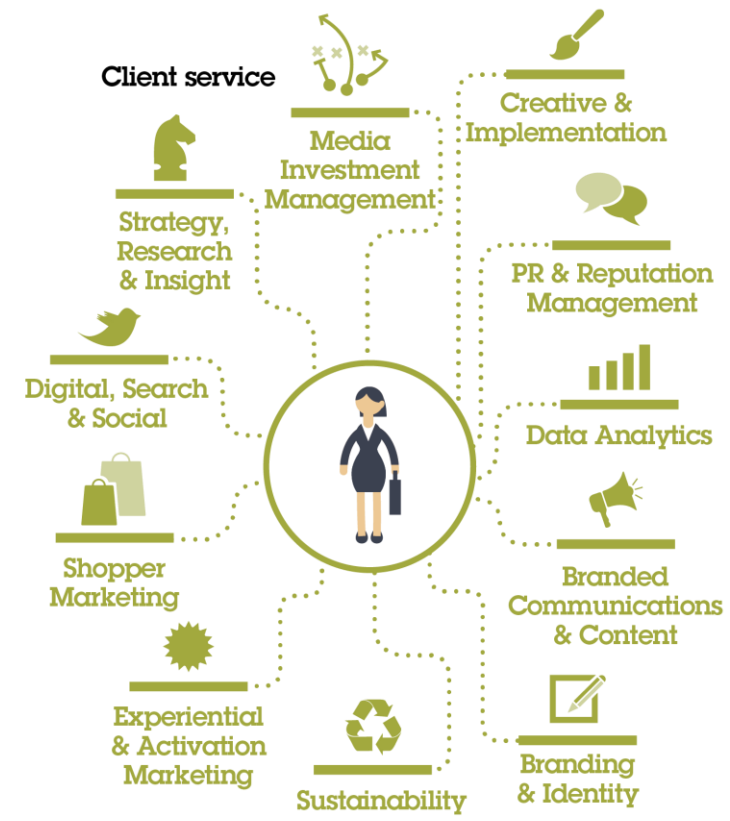 Client service
Media
Investment
Management
Creative &
Implementation
Strategy,
Research
& Insight
PR & Reputation
Management
Digital, Search
& Social
Data Analytics
Shopper
Marketing
Branded
Communications
& Content
Experiential
& Activation
Marketing
Sustainability
Branding
& Identity